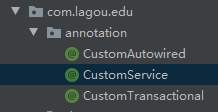 com.lagou.edu
annotation
CustomAutowired
CustomService
CustomTransactional